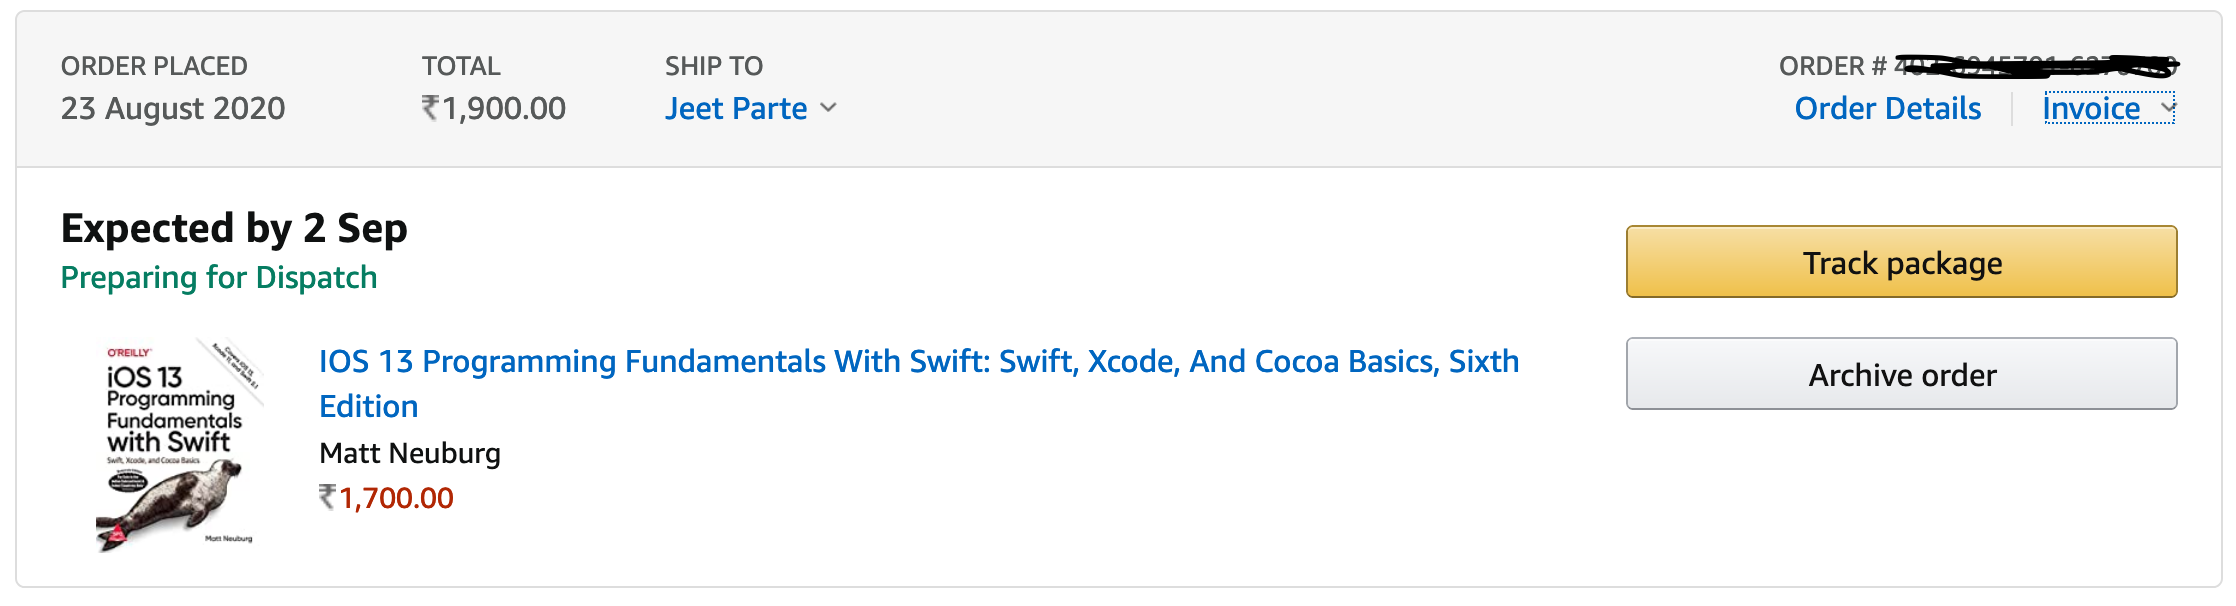 ORDER PLACED
23 August 2020
TOTAL
₹1,900.00
SHIP TO
Jeet Parte
ORDER #
Order Details
Invoice
Expected by 2 Sep
Preparing for Dispatch
Track package
Archive order
O'REILLY
iOS 13
Programming
Fundamentals
with Swift
Swift, Xcode, and Cocoa Basics
Matt Neuburg
IOS 13 Programming Fundamentals With Swift: Swift, Xcode, And Cocoa Basics, Sixth
Edition
Matt Neuburg
₹1,700.00